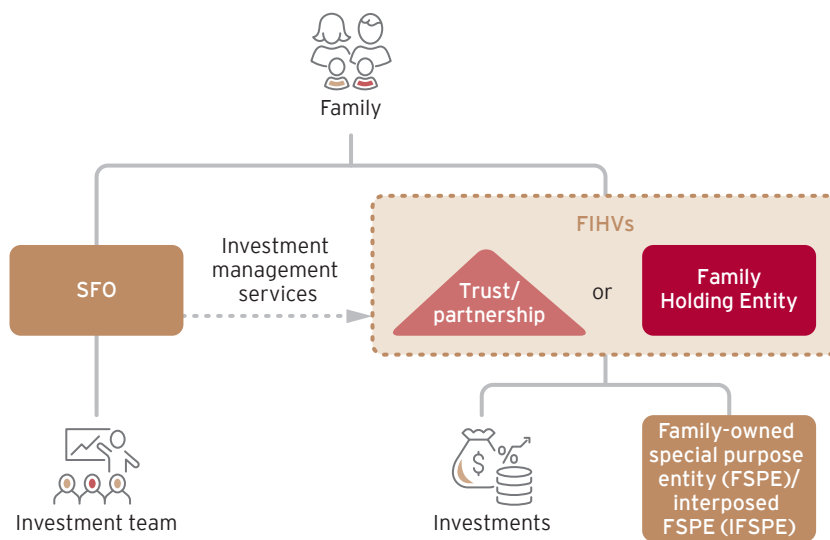 Family
FIHVs
Investment
management
services
SFO
Trust/
partnership
or
Family
Holding Entity
$
%
Investment team
Investments
Family-owned
special purpose
entity (FSPE)/
interposed
FSPE (IFSPE)